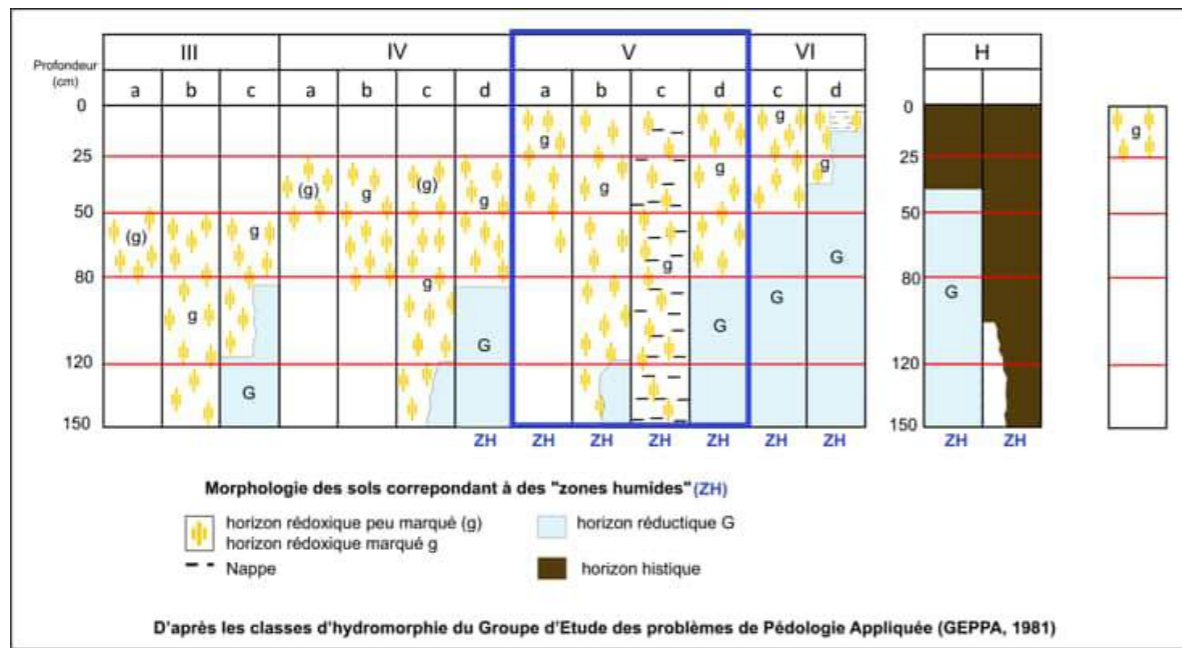 III IV V VI H
Profondeur
(cm)
a b c a b c d a b c d c d
0 0
g g g g
25 25
(g) g (g) g g g g
50 50
(g) g g g G
80 80
g g G G G
G G
120 120
G
150 150
ZH ZH ZH ZH ZH ZH ZH ZH ZH
Morphologie des sols correpondant à des "zones humides"(ZH)
horizon rédoxique peu marqué (g) horizon réductique G
horizon rédoxique marqué g
Nappe horizon histique
D'après les classes d'hydromorphie du Groupe d'Etude des problèmes de Pédologie Appliquée (GEPPA, 1981)